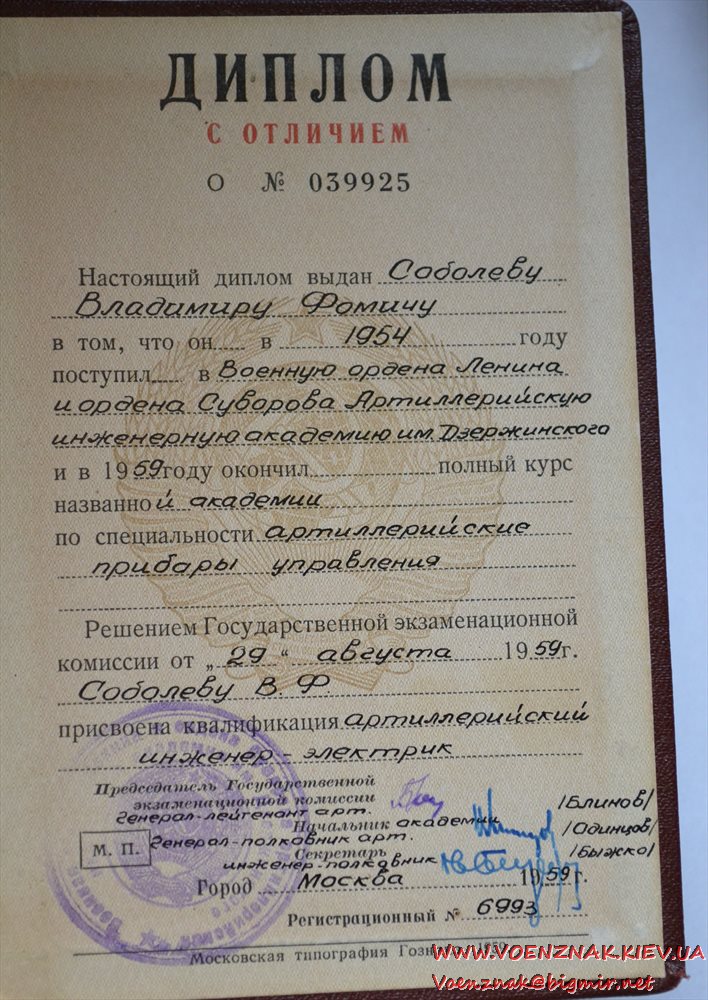 ДИПЛОМ
С ОТЛИЧИЕМ
О № 039925
Настоящий диплом выдан Соболеву
Владимиру Фомичу
в том, что он в 1954 году
поступил в Военную ордена Ленина
и ордена Суворова Артиллерийскую
инженерную академию им. Дзержинского
и в 1959 году окончил полный курс
названной академии
по специальности артиллерийские
приборы управления
Решением Государственной экзаменационной
комиссии от „29“ августа 1959 г.
Соболеву В. Ф.
присвоена квалификация артиллерийский
инженер-электрик
Председатель Государственной
экзаменационной комиссии /Блинов/
генерал-лейтенант арт.
Начальник академии /Одинцов/
генерал-полковник арт.
Секретарь /Быжко/
инженер-полковник
М. П.
Город Москва 1959 г.
Регистрационный № 6993
Московская типография Гознака 1959
WWW.VOENZNAK.KIEV.UA
Voenznak@bigmir.net